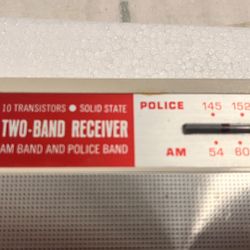 10 TRANSISTORS • SOLID STATE
TWO-BAND RECEIVER
AM BAND AND POLICE BAND
POLICE 145 152
AM 54 60